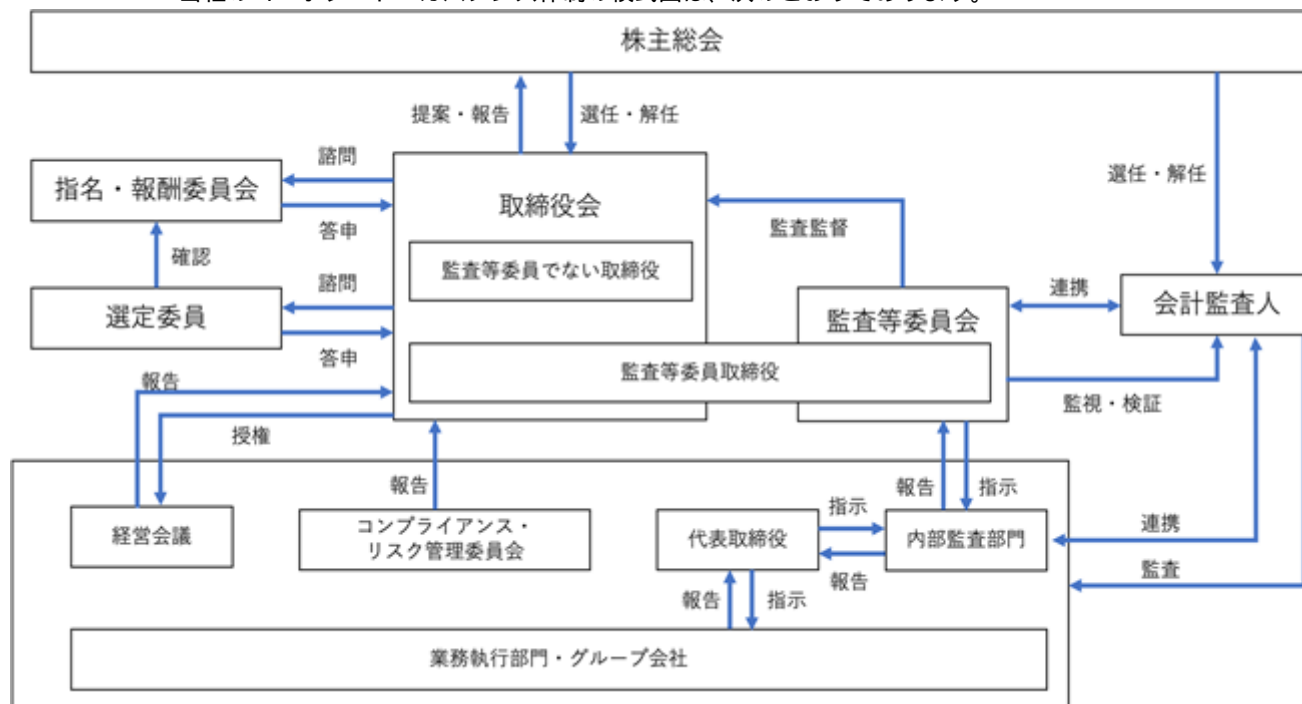 株主総会
提案・報告
選任・解任
選任・解任
諮問
指名・報酬委員会
答申
取締役会
監査監督
確認
監査等委員でない取締役
諮問
選定委員
答申
監査等委員会
連携
会計監査人
監査等委員取締役
報告
監視・検証
授権
報告
報告
指示
経営会議
コンプライアンス・
リスク管理委員会
代表取締役
指示
報告
内部監査部門
連携
監査
報告
指示
業務執行部門・グループ会社